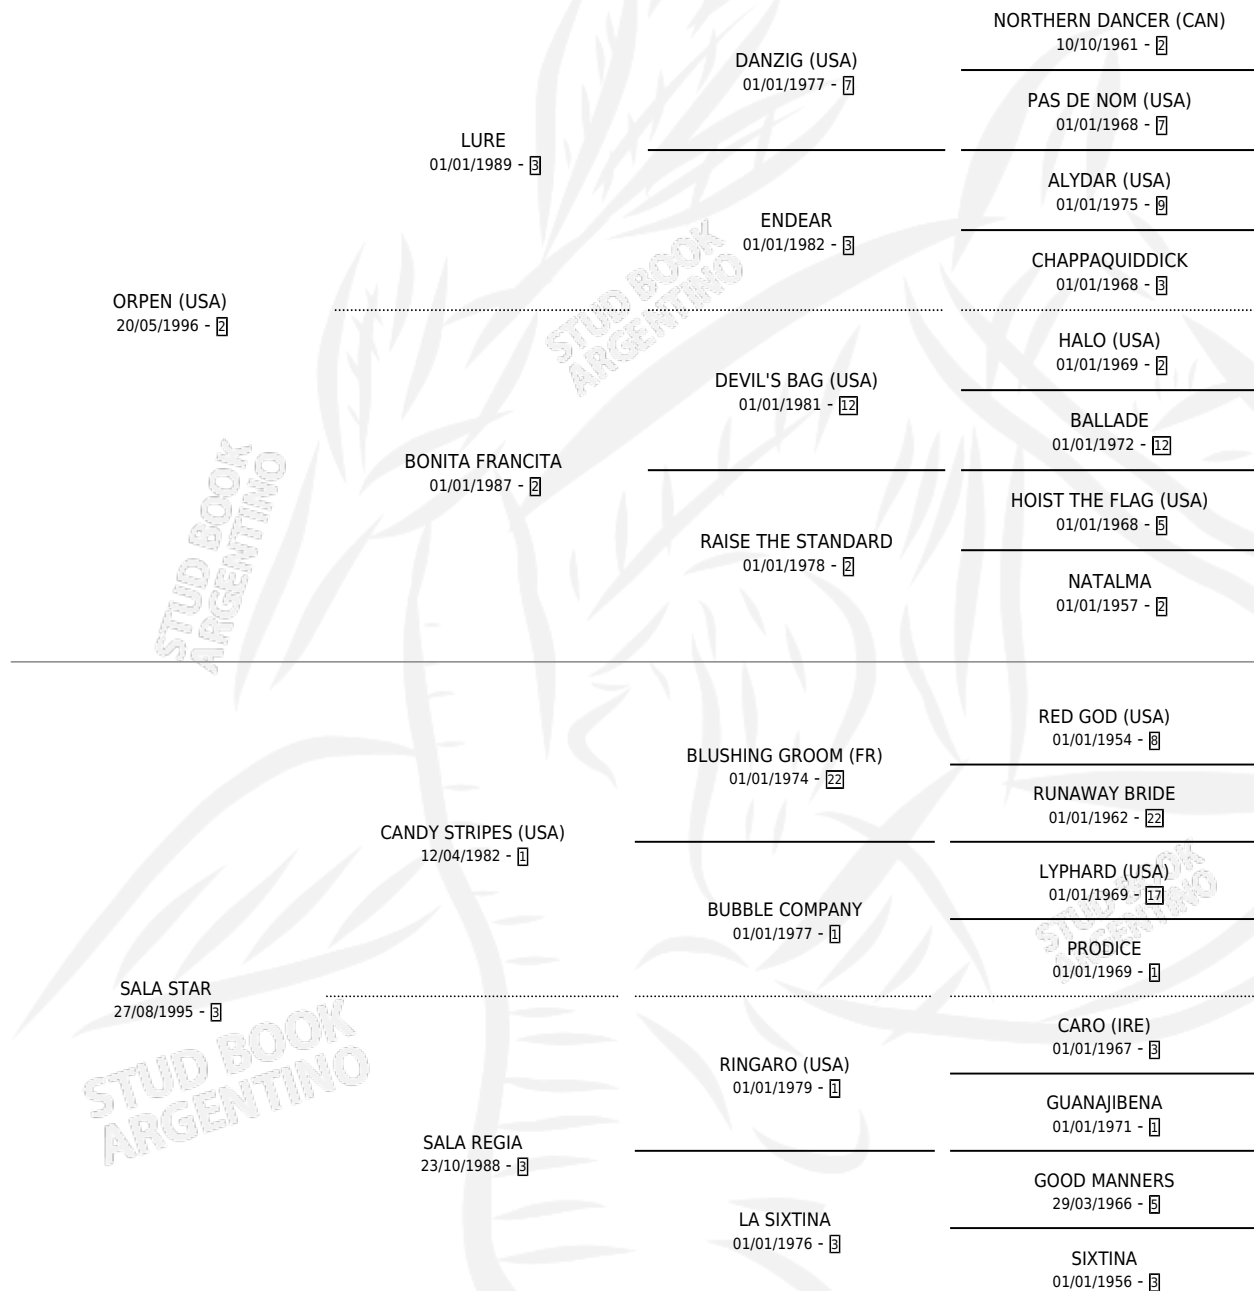 NORTHERN DANCER (CAN)
10/10/1961 - 2
DANZIG (USA)
01/01/1977 - 7
PAS DE NOM (USA)
01/01/1968 - 7
LURE
01/01/1989 - 3
ALYDAR (USA)
01/01/1975 - 9
ENDEAR
01/01/1982 - 3
CHAPPAQUIDDICK
01/01/1968 - 3
ORPEN (USA)
20/05/1996 - 2
STUD BOOK
ARGENTINO
HALO (USA)
01/01/1969 - 2
DEVIL'S BAG (USA)
01/01/1981 - 12
BALLADE
01/01/1972 - 12
BONITA FRANCITA
01/01/1987 - 2
HOIST THE FLAG (USA)
01/01/1968 - 5
RAISE THE STANDARD
01/01/1978 - 2
NATALMA
01/01/1957 - 2
STUD BOOK
ARGENTINO
RED GOD (USA)
01/01/1954 - 8
BLUSHING GROOM (FR)
01/01/1974 - 22
RUNAWAY BRIDE
01/01/1962 - 22
CANDY STRIPES (USA)
12/04/1982 - 1
LYPHARD (USA)
01/01/1969 - 17
BUBBLE COMPANY
01/01/1977 - 1
STUD BOOK
ARGENTINO
PRODICE
01/01/1969 - 1
SALA STAR
27/08/1995 - 3
STUD BOOK
ARGENTINO
CARO (IRE)
01/01/1967 - 3
RINGARO (USA)
01/01/1979 - 1
GUANAJIBENA
01/01/1971 - 1
SALA REGIA
23/10/1988 - 3
GOOD MANNERS
29/03/1966 - 5
LA SIXTINA
01/01/1976 - 3
SIXTINA
01/01/1956 - 3